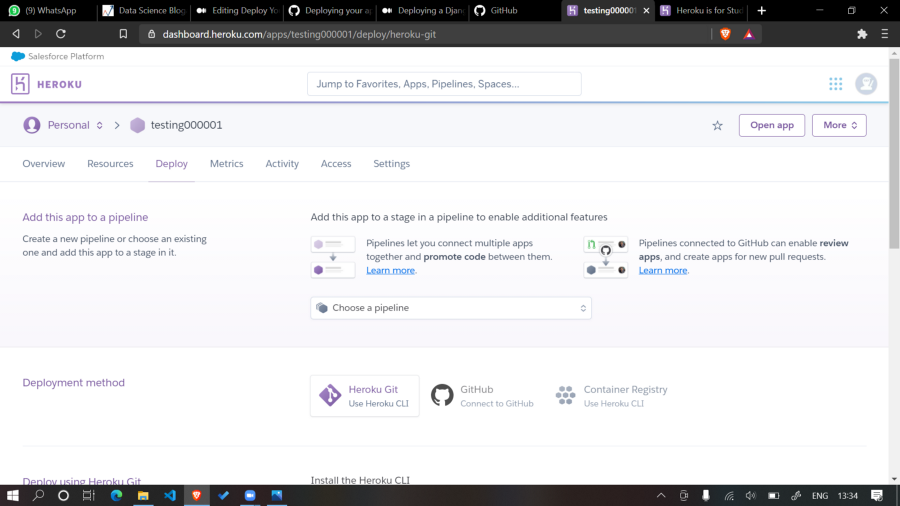 (9) WhatsApp
Data Science Blog
Editing Deploy Yo
Deploying your a
Deploying a Djan
GitHub
testing000001
Heroku is for Stud
dashboard.heroku.com/apps/testing000001/deploy/heroku-git
Salesforce Platform
HEROKU
Jump to Favorites, Apps, Pipelines, Spaces...
Personal
testing000001
Open app
More
Overview
Resources
Deploy
Metrics
Activity
Access
Settings
Add this app to a pipeline
Create a new pipeline or choose an existing
one and add this app to a stage in it.
Add this app to a stage in a pipeline to enable additional features
Pipelines let you connect multiple apps
together and promote code between them.
Learn more.
Pipelines connected to GitHub can enable review
apps, and create apps for new pull requests.
Learn more.
Choose a pipeline
Deployment method
Heroku Git
Use Heroku CLI
GitHub
Connect to GitHub
Container Registry
Use Heroku CLI
Deploy using Heroku Git
Install the Heroku CLI
ENG
13:34